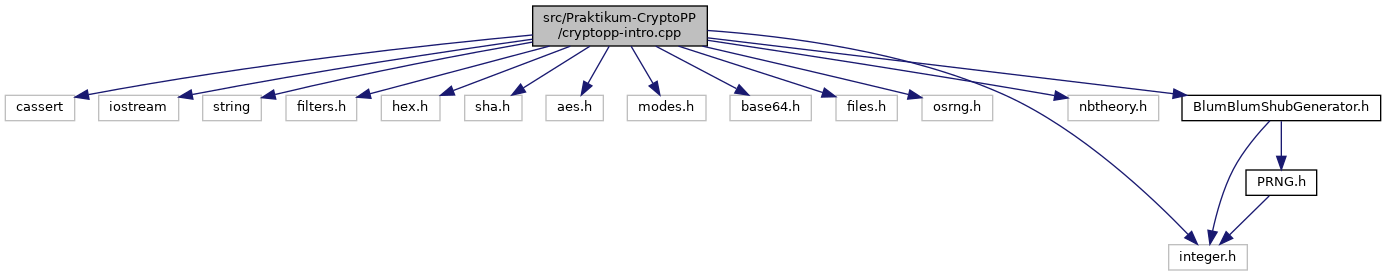 src/Praktikum-CryptoPP
/cryptopp-intro.cpp
cassert
iostream
string
filters.h
hex.h
sha.h
aes.h
modes.h
base64.h
files.h
osrng.h
nbtheory.h
BlumBlumShubGenerator.h
PRNG.h
integer.h